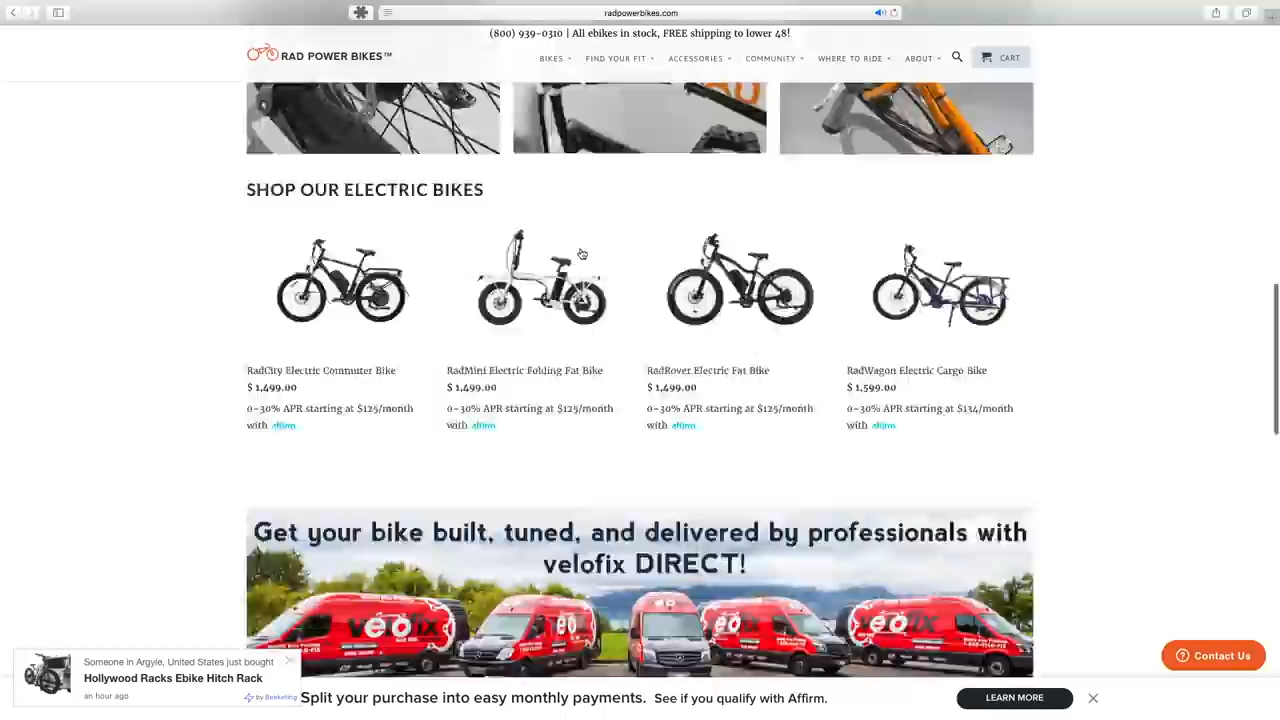 radpowerbikes.com
(800) 939-0310 | All ebikes in stock, FREE shipping to lower 48!
RAD POWER BIKES™
BIKES FIND YOUR FIT ACCESSORIES COMMUNITY WHERE TO RIDE ABOUT CART
SHOP OUR ELECTRIC BIKES
RadCity Electric Commuter Bike
$ 1,499.00
0-30% APR starting at $125/month
with affirm
RadMini Electric Folding Fat Bike
$ 1,499.00
0-30% APR starting at $125/month
with affirm
RadRover Electric Fat Bike
$ 1,499.00
0-30% APR starting at $125/month
with affirm
RadWagon Electric Cargo Bike
$ 1,599.00
0-30% APR starting at $134/month
with affirm
Get your bike built, tuned, and delivered by professionals with
velofix DIRECT!
velofix
velofix
Someone in Argyle, United States just bought
Hollywood Racks Ebike Hitch Rack
an hour ago
by Beeketing
Contact Us
Split your purchase into easy monthly payments. See if you qualify with Affirm.
LEARN MORE